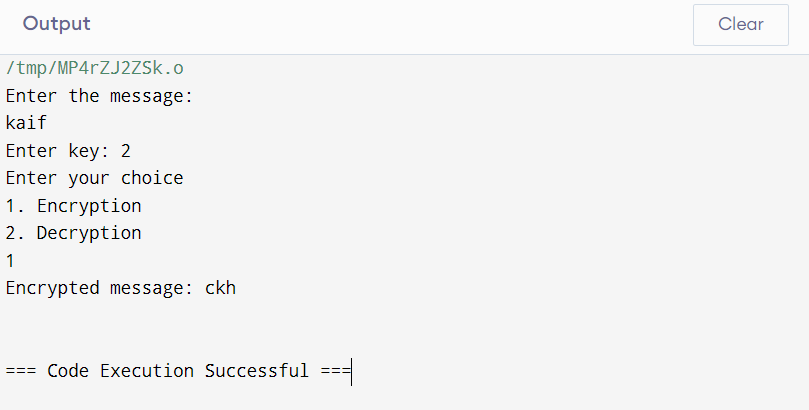 Output
Clear
/tmp/MP4rZJ2ZSk.o
Enter the message:
kaif
Enter key: 2
Enter your choice
1. Encryption
2. Decryption
1
Encrypted message: ckh
=== Code Execution Successful ===